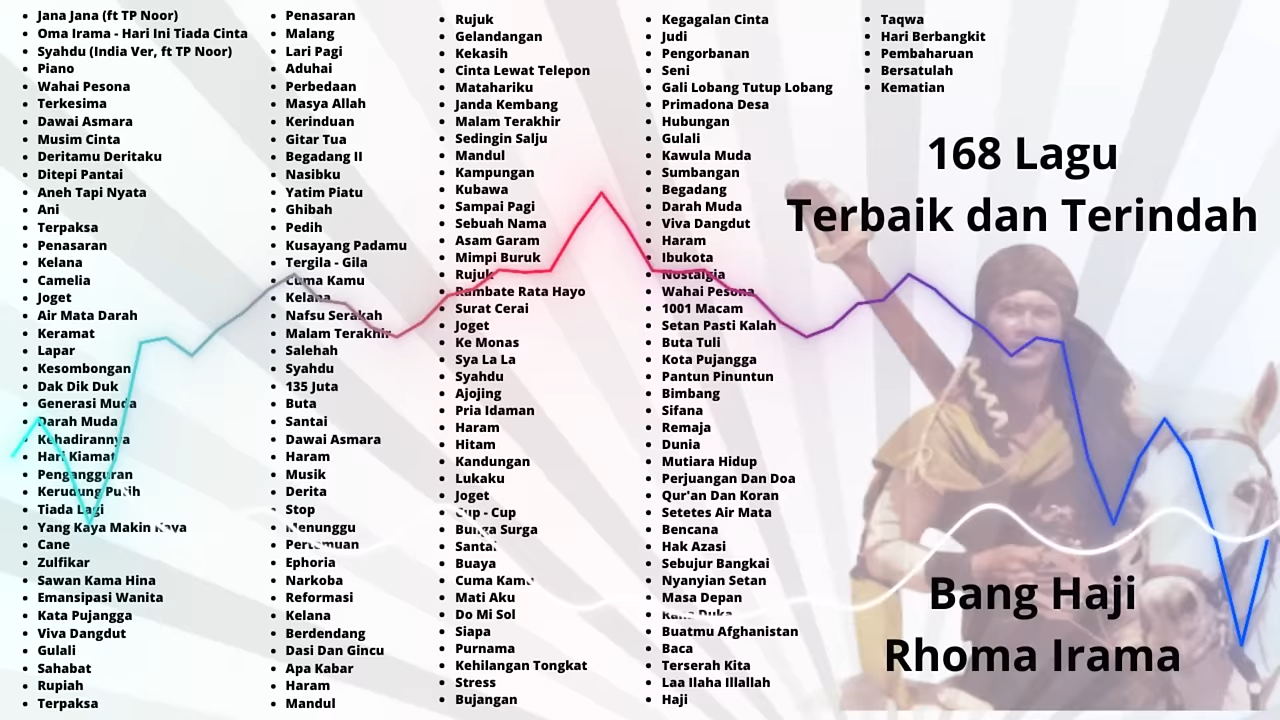 Jana Jana (ft TP Noor)
Oma Irama - Hari Ini Tiada Cinta
Syahdu (India Ver, ft TP Noor)
Piano
Wahai Pesona
Terkesima
Dawai Asmara
Musim Cinta
Deritamu Deritaku
Ditepi Pantai
Aneh Tapi Nyata
Ani
Terpaksa
Penasaran
Kelana
Camelia
Joget
Air Mata Darah
Keramat
Lapar
Kesombongan
Dak Dik Duk
Generasi Muda
Darah Muda
Kehadirannya
Hari Kiamat
Pengangguran
Kerudung Putih
Tiada Lagi
Yang Kaya Makin Kaya
Cane
Zulfikar
Sawan Kama Hina
Emansipasi Wanita
Kata Pujangga
Viva Dangdut
Gulali
Sahabat
Rupiah
Terpaksa
Penasaran
Malang
Lari Pagi
Aduhai
Perbedaan
Masya Allah
Kerinduan
Gitar Tua
Begadang II
Nasibku
Yatim Piatu
Ghibah
Pedih
Kusayang Padamu
Tergila - Gila
Cuma Kamu
Kelana
Nafsu Serakah
Malam Terakhir
Salehah
Syahdu
135 Juta
Buta
Santai
Dawai Asmara
Haram
Musik
Derita
Stop
Menunggu
Pertemuan
Ephoria
Narkoba
Reformasi
Kelana
Berdendang
Dasi Dan Gincu
Apa Kabar
Haram
Mandul
Rujuk
Gelandangan
Kekasih
Cinta Lewat Telepon
Matahariku
Janda Kembang
Malam Terakhir
Sedingin Salju
Mandul
Kampungan
Kubawa
Sampai Pagi
Sebuah Nama
Asam Garam
Mimpi Buruk
Rujuk
Rambate Rata Hayo
Surat Cerai
Joget
Ke Monas
Sya La La
Syahdu
Ajojing
Pria Idaman
Haram
Hitam
Kandungan
Lukaku
Joget
Cup - Cup
Bunga Surga
Santai
Buaya
Cuma Kamu
Mati Aku
Do Mi Sol
Siapa
Purnama
Kehilangan Tongkat
Stress
Bujangan
Kegagalan Cinta
Judi
Pengorbanan
Seni
Gali Lobang Tutup Lobang
Primadona Desa
Hubungan
Gulali
Kawula Muda
Sumbangan
Begadang
Darah Muda
Viva Dangdut
Haram
Ibukota
Nostalgia
Wahai Pesona
1001 Macam
Setan Pasti Kalah
Buta Tuli
Kota Pujangga
Pantun Pinuntun
Bimbang
Sifana
Remaja
Dunia
Mutiara Hidup
Perjuangan Dan Doa
Qur'an Dan Koran
Setetes Air Mata
Bencana
Hak Azasi
Sebujur Bangkai
Nyanyian Setan
Masa Depan
Rana Duka
Buatmu Afghanistan
Baca
Terserah Kita
Laa Ilaha Illallah
Haji
Taqwa
Hari Berbangkit
Pembaharuan
Bersatulah
Kematian
168 Lagu
Terbaik dan Terindah
Bang Haji
Rhoma Irama